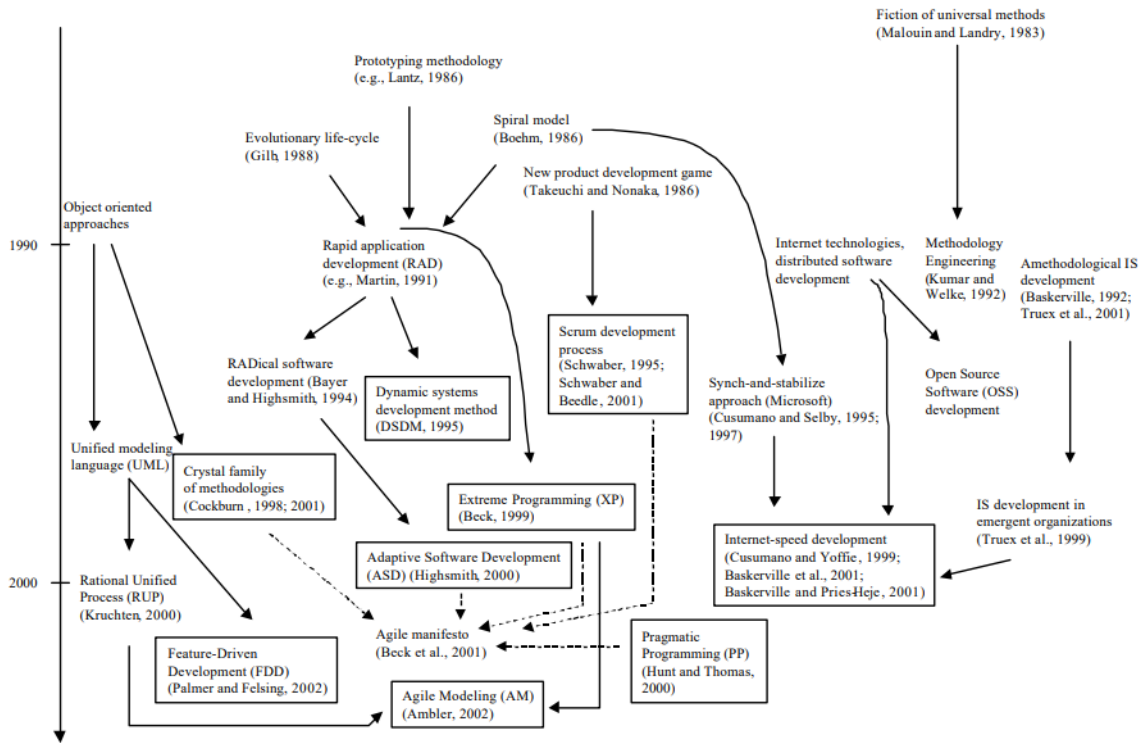 Fiction of universal methods
(Malouin and Landry, 1983)
Prototyping methodology
(e.g., Lantz, 1986)
Evolutionary life-cycle
(Gilb, 1988)
Spiral model
(Boehm, 1986)
New product development game
(Takeuchi and Nonaka, 1986)
Object oriented
approaches
1990
Rapid application
development (RAD)
(e.g., Martin, 1991)
Internet technologies,
distributed software
development
Methodology
Engineering
(Kumar and
Welke, 1992)
Amethodological IS
development
(Baskerville, 1992;
Truex et al., 2001)
RADical software
development (Bayer
and Highsmith, 1994)
Dynamic systems
development method
(DSDM, 1995)
Scrum development
process
(Schwaber, 1995;
Schwaber and
Beedle, 2001)
Synch-and-stabilize
approach (Microsoft)
(Cusumano and Selby, 1995;
1997)
Open Source
Software (OSS)
development
Unified modeling
language (UML)
Crystal family
of methodologies
(Cockburn, 1998; 2001)
Extreme Programming (XP)
(Beck, 1999)
IS development in
emergent organizations
(Truex et al., 1999)
Adaptive Software Development
(ASD) (Highsmith, 2000)
Internet-speed development
(Cusumano and Yoffie, 1999;
Baskerville et al., 2001;
Baskerville and Pries-Heje, 2001)
2000
Rational Unified
Process (RUP)
(Kruchten, 2000)
Agile manifesto
(Beck et al., 2001)
Pragmatic
Programming (PP)
(Hunt and Thomas,
2000)
Feature-Driven
Development (FDD)
(Palmer and Felsing, 2002)
Agile Modeling (AM)
(Ambler, 2002)